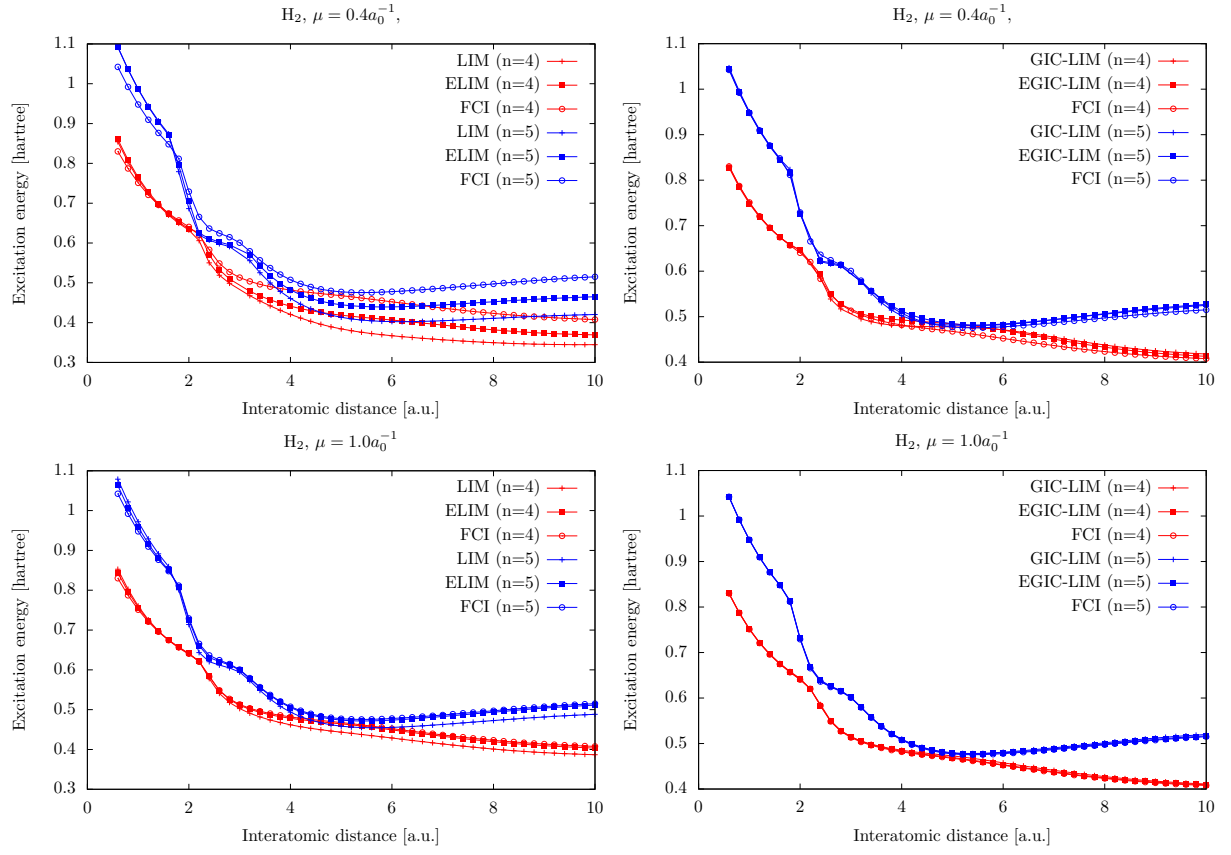 H₂, μ = 0.4a₀⁻¹,
Excitation energy [hartree]
1.1
1
0.9
0.8
0.7
0.6
0.5
0.4
0.3
0 2 4 6 8 10
Interatomic distance [a.u.]
LIM (n=4)
ELIM (n=4)
FCI (n=4)
LIM (n=5)
ELIM (n=5)
FCI (n=5)
H₂, μ = 0.4a₀⁻¹,
Excitation energy [hartree]
1.1
1
0.9
0.8
0.7
0.6
0.5
0.4
0 2 4 6 8 10
Interatomic distance [a.u.]
GIC-LIM (n=4)
EGIC-LIM (n=4)
FCI (n=4)
GIC-LIM (n=5)
EGIC-LIM (n=5)
FCI (n=5)
H₂, μ = 1.0a₀⁻¹
Excitation energy [hartree]
1.1
1
0.9
0.8
0.7
0.6
0.5
0.4
0.3
0 2 4 6 8 10
Interatomic distance [a.u.]
LIM (n=4)
ELIM (n=4)
FCI (n=4)
LIM (n=5)
ELIM (n=5)
FCI (n=5)
H₂, μ = 1.0a₀⁻¹
Excitation energy [hartree]
1.1
1
0.9
0.8
0.7
0.6
0.5
0.4
0 2 4 6 8 10
Interatomic distance [a.u.]
GIC-LIM (n=4)
EGIC-LIM (n=4)
FCI (n=4)
GIC-LIM (n=5)
EGIC-LIM (n=5)
FCI (n=5)